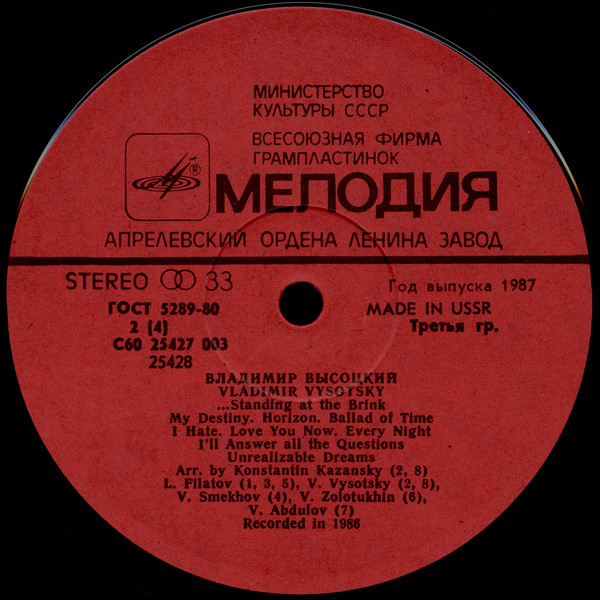 МИНИСТЕРСТВО
КУЛЬТУРЫ СССР
ВСЕСОЮЗНАЯ ФИРМА
ГРАМПЛАСТИНОК
®
МЕЛОДИЯ
АПРЕЛЕВСКИЙ ОРДЕНА ЛЕНИНА ЗАВОД
STEREO 33
Год выпуска 1987
ГОСТ 5289-80
MADE IN USSR
2 (4)
Третья гр.
С60 25427 003
25428
ВЛАДИМИР ВЫСОЦКИЙ
VLADIMIR VYSOTSKY
...Standing at the Brink
My Destiny. Horizon. Ballad of Time
I Hate. Love You Now. Every Night
I'll Answer all the Questions
Unrealizable Dreams
Arr. by Konstantin Kazansky (2, 8)
L. Filatov (1, 3, 5), V. Vysotsky (2, 8),
V. Smekhov (4), V. Zolotukhin (6),
V. Abdulov (7)
Recorded in 1986